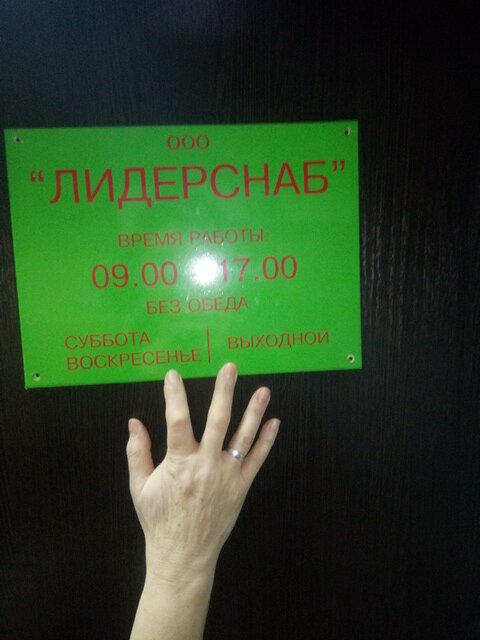 ООО
“ЛИДЕРСНАБ”
ВРЕМЯ РАБОТЫ:
09.00 - 17.00
БЕЗ ОБЕДА
СУББОТА
ВОСКРЕСЕНЬЕ
ВЫХОДНОЙ